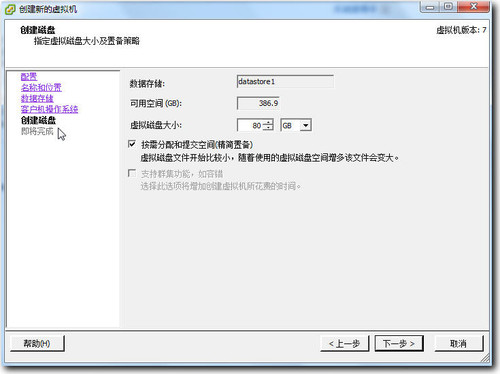 创建新的虚拟机
创建磁盘
指定虚拟磁盘大小及置备策略
虚拟机版本: 7
配置
名称和位置
数据存储
客户机操作系统
创建磁盘
即将完成
数据存储:
datastore1
可用空间(GB):
386.9
虚拟磁盘大小:
80
GB
按需分配和提交空间(精简置备)
虚拟磁盘文件开始比较小，随着使用的虚拟磁盘空间增多该文件会变大。
支持群集功能，如容错
选择此选项将增加创建虚拟机所花费的时间。
帮助(H)
< 上一步
下一步 >
取消